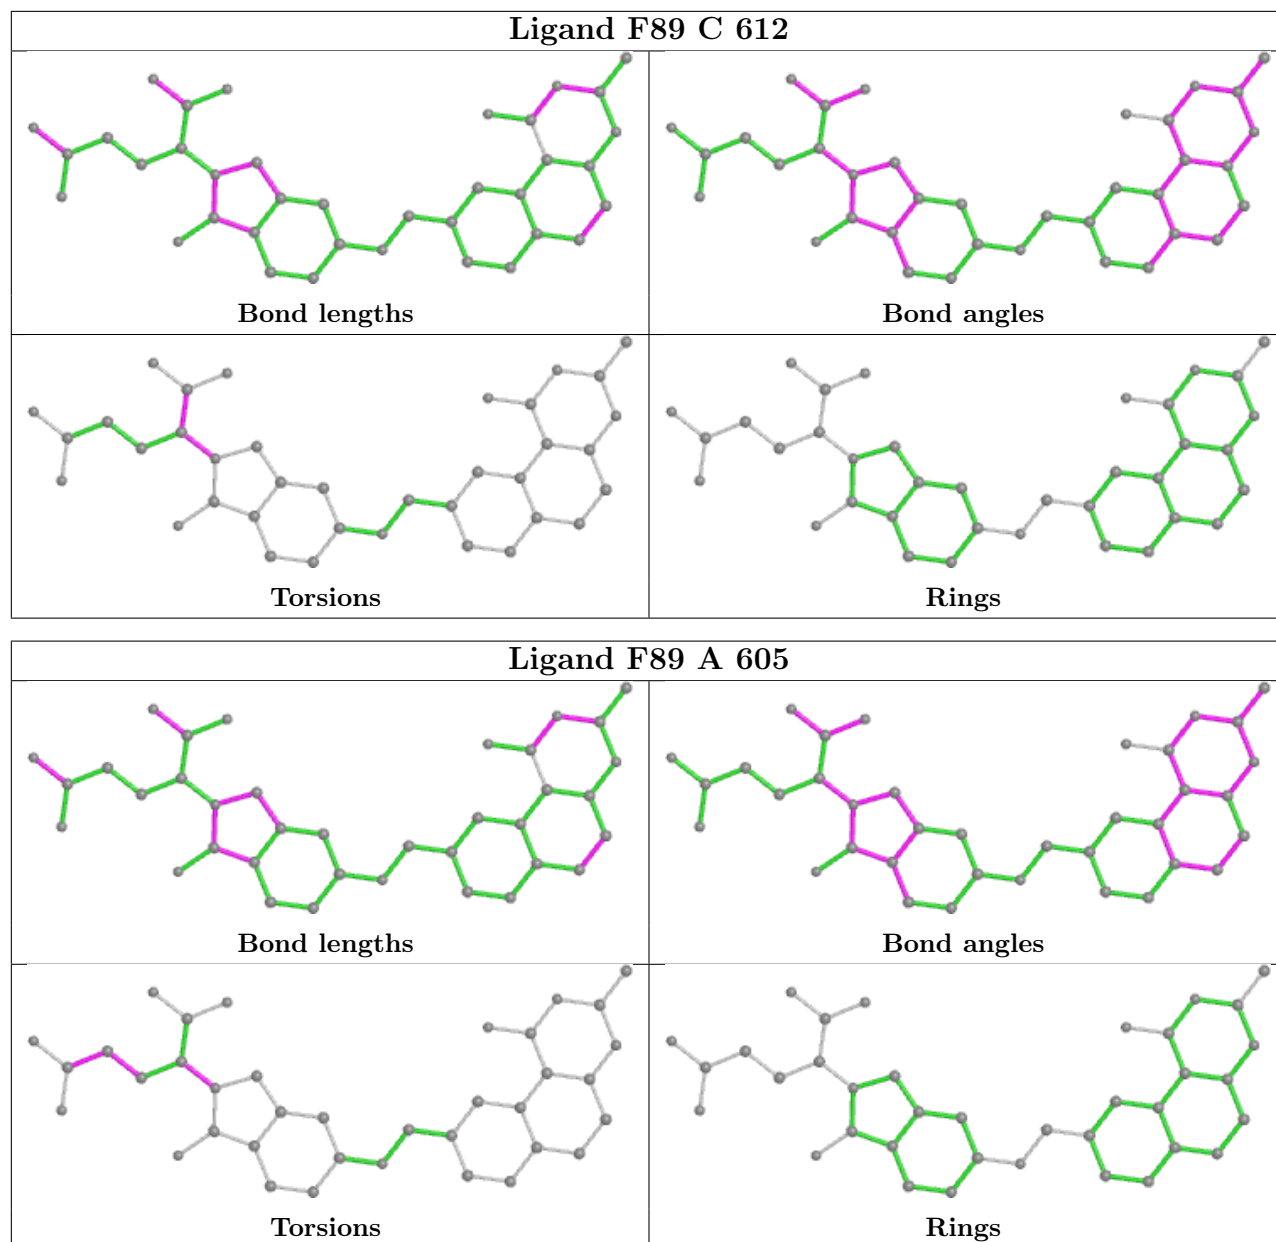 Ligand F89 C 612
Bond lengths
Bond angles
Torsions
Rings
Ligand F89 A 605
Bond lengths
Bond angles
Torsions
Rings